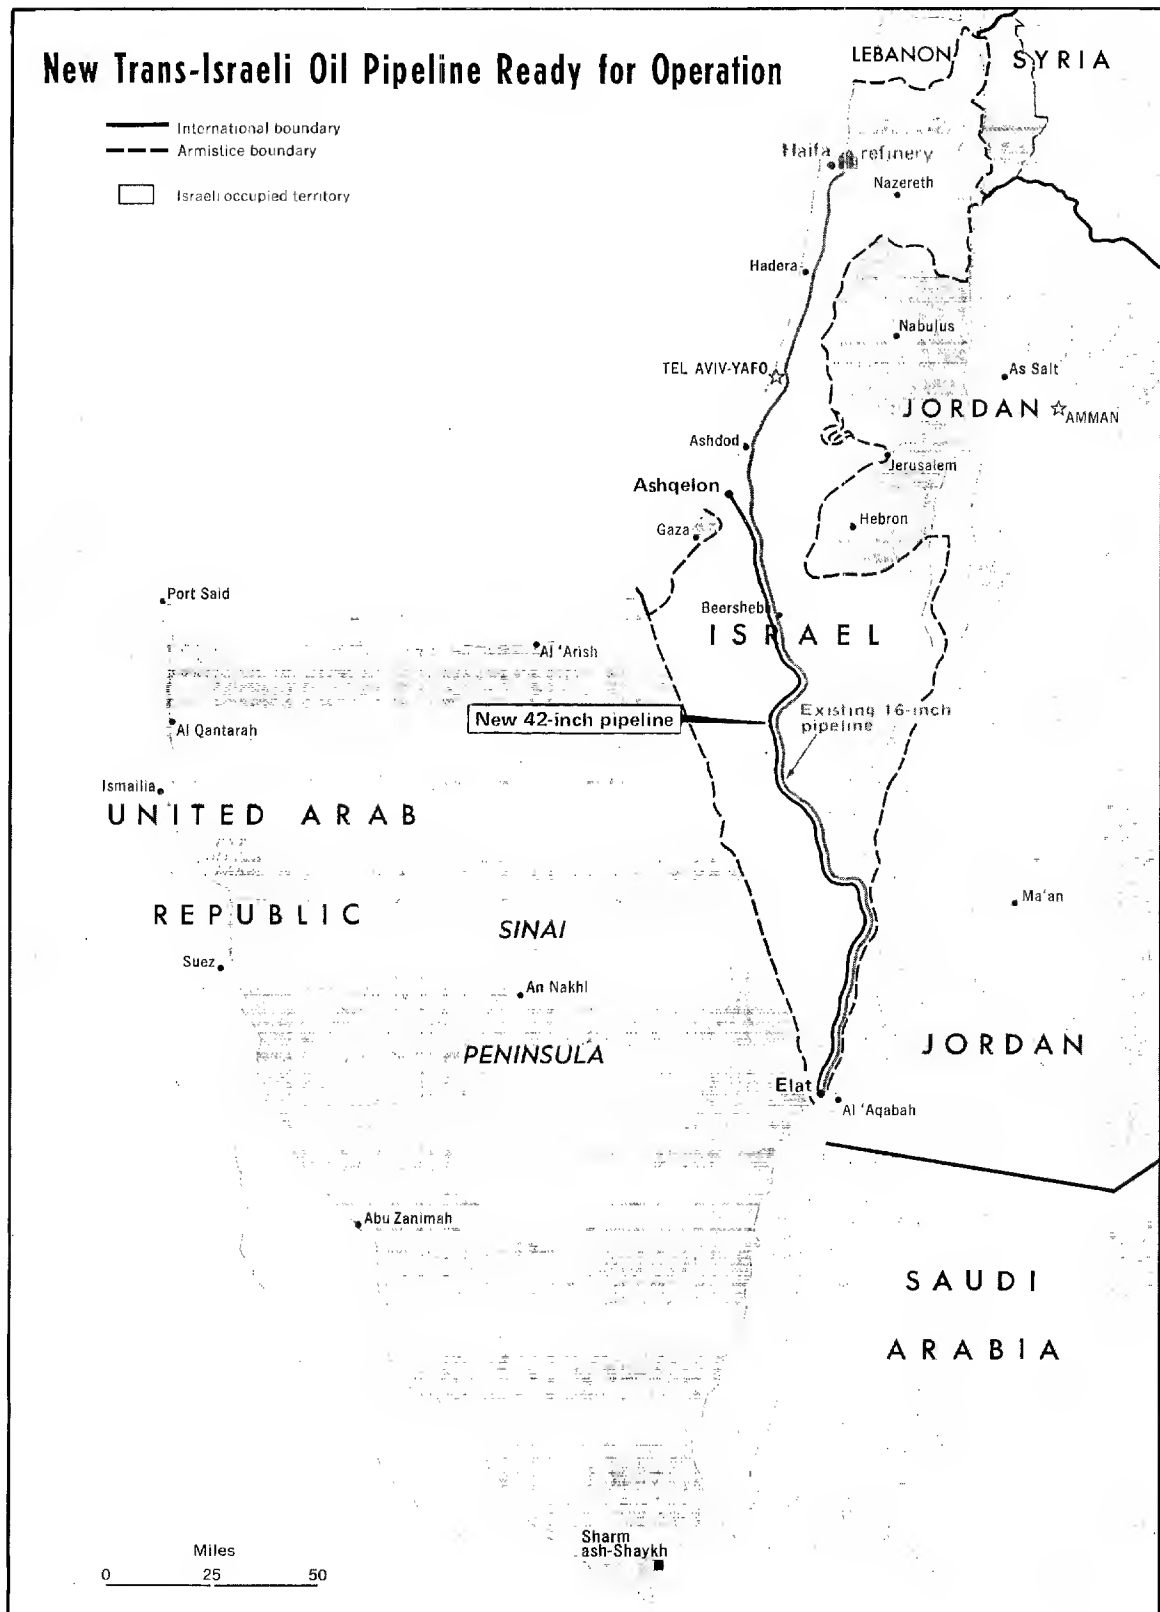 New Trans-Israeli Oil Pipeline Ready for Operation
International boundary
Armistice boundary
Israeli occupied territory
LEBANON
SYRIA
Haifa
refinery
Nazereth
Hadera
Nabulus
TEL AVIV-YAFO
As Salt
JORDAN
AMMAN
Ashdod
Jerusalem
Ashqelon
Gaza
Hebron
Port Said
Beersheba
ISRAEL
Al 'Arish
New 42-inch pipeline
Existing 16-inch
pipeline
Al Qantarah
Ismailia
UNITED ARAB
REPUBLIC
Ma'an
SINAI
Suez
An Nakhl
PENINSULA
JORDAN
Elat
Al 'Aqabah
Abu Zanimah
SAUDI
ARABIA
Sharm
ash-Shaykh
Miles
0 25 50